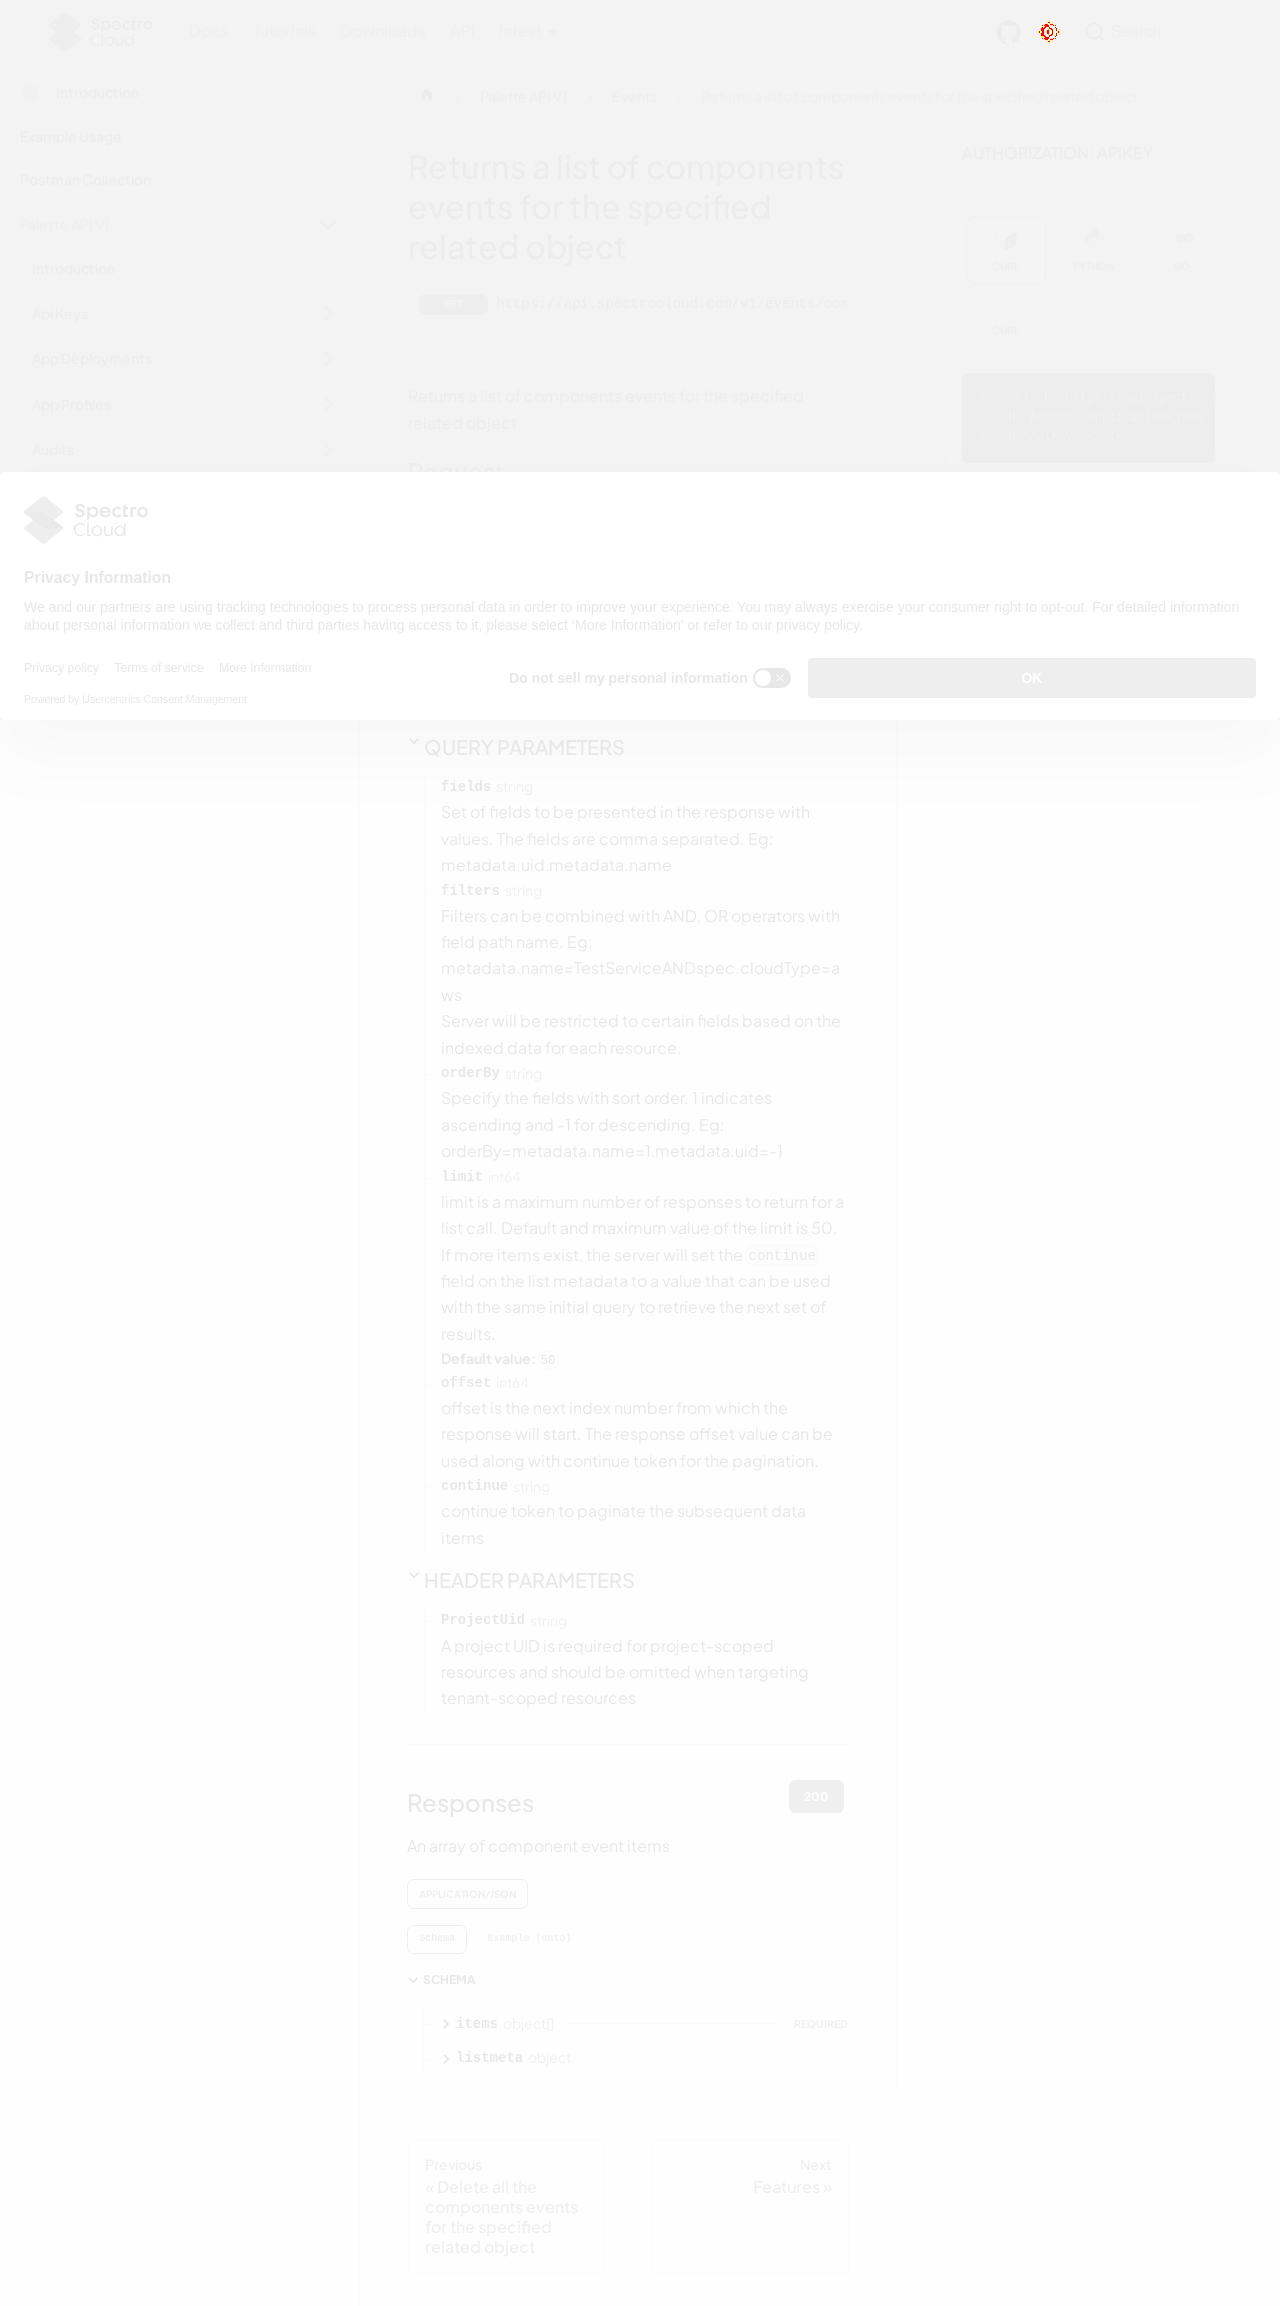 Spectro
Cloud
Docs
Tutorials
Downloads
API
latest
Search
Introduction
Example Usage
Postman Collection
Palette API V1
Introduction
Api Keys
App Deployments
App Profiles
Audits
Palette API V1
Events
Returns a list of components events for the specified related object
Returns a list of components
events for the specified
related object
GET
https://api.spectrocloud.com/v1/events/com
Returns a list of components events for the specified
related object
Request
AUTHORIZATION: APIKEY
CURL
PYTHON
GO
CURL
Spectro
Cloud
Privacy Information
We and our partners are using tracking technologies to process personal data in order to improve your experience. You may always exercise your consumer right to opt-out. For detailed information
about personal information we collect and third parties having access to it, please select 'More Information' or refer to our privacy policy.
Privacy policy
Terms of service
More Information
Powered by Usercentrics Consent Management
Do not sell my personal information
OK
QUERY PARAMETERS
fields string
Set of fields to be presented in the response with
values. The fields are comma separated. Eg:
metadata.uid,metadata.name
filters string
Filters can be combined with AND, OR operators with
field path name. Eg:
metadata.name=TestServiceANDspec.cloudType=a
ws
Server will be restricted to certain fields based on the
indexed data for each resource.
orderBy string
Specify the fields with sort order. 1 indicates
ascending and -1 for descending. Eg:
orderBy=metadata.name=1,metadata.uid=-1
limit int64
limit is a maximum number of responses to return for a
list call. Default and maximum value of the limit is 50.
If more items exist, the server will set the continue
field on the list metadata to a value that can be used
with the same initial query to retrieve the next set of
results.
Default value: 50
offset int64
offset is the next index number from which the
response will start. The response offset value can be
used along with continue token for the pagination.
continue string
continue token to paginate the subsequent data
items
HEADER PARAMETERS
ProjectUid string
A project UID is required for project-scoped
resources and should be omitted when targeting
tenant-scoped resources
Responses
200
An array of component event items
APPLICATION/JSON
Schema
Example (auto)
SCHEMA
items object[]
REQUIRED
listmeta object
Previous
« Delete all the
components events
for the specified
related object
Next
Features »